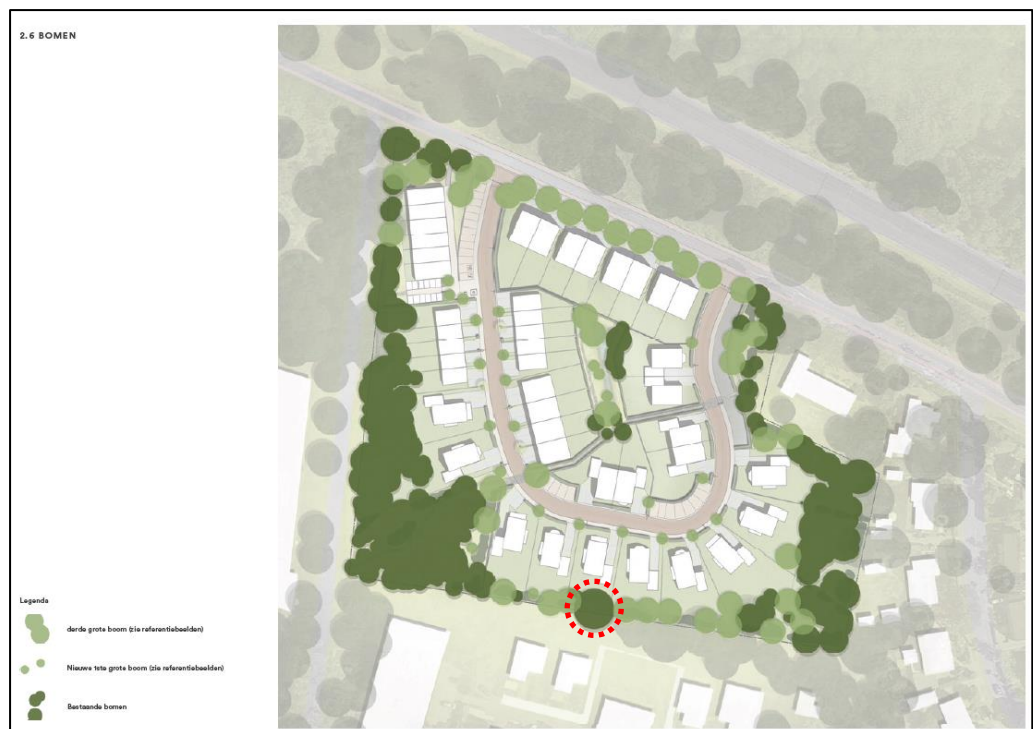 2.6 BOMEN
Legenda
derde grote boom (zie referentiebeelden)
Nieuwe 1ste grote boom (zie referentiebeelden)
Bestaande bomen